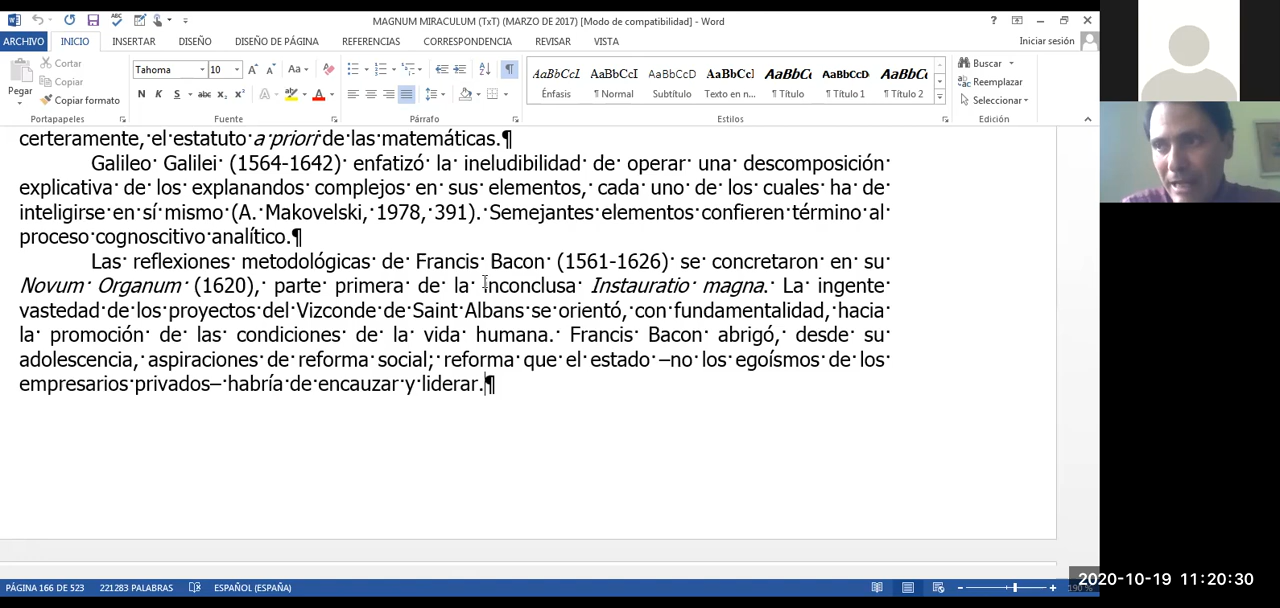 MAGNUM MIRACULUM (TxT) (MARZO DE 2017) [Modo de compatibilidad] - Word
ARCHIVO INICIO INSERTAR DISEÑO DISEÑO DE PÁGINA REFERENCIAS CORRESPONDENCIA REVISAR VISTA Iniciar sesión
Pegar
Cortar
Copiar
Copiar formato
Portapapeles
Tahoma 10
N K S abc x₂ x²
Fuente
Párrafo
AaBbCcI AaBbCcI AaBbCcD AaBbCc] AaBbC AaBbCcD AaBbCc
Énfasis ¶ Normal Subtítulo Texto en n... ¶ Título ¶ Título 1 ¶ Título 2
Estilos
Buscar
Reemplazar
Seleccionar
Edición
certeramente, el estatuto a priori de las matemáticas.¶
Galileo Galilei (1564-1642) enfatizó la ineludibilidad de operar una descomposición
explicativa de los explanandos complejos en sus elementos, cada uno de los cuales ha de
inteligirse en sí mismo (A. Makovelski, 1978, 391). Semejantes elementos confieren término al
proceso cognoscitivo analítico.¶
Las reflexiones metodológicas de Francis Bacon (1561-1626) se concretaron en su
Novum Organum (1620), parte primera de la inconclusa Instauratio magna. La ingente
vastedad de los proyectos del Vizconde de Saint Albans se orientó, con fundamentalidad, hacia
la promoción de las condiciones de la vida humana. Francis Bacon abrigó, desde su
adolescencia, aspiraciones de reforma social; reforma que el estado –no los egoísmos de los
empresarios privados– habría de encauzar y liderar.¶
PÁGINA 166 DE 523 221283 PALABRAS ESPAÑOL (ESPAÑA) 190 %
2020-10-19 11:20:30